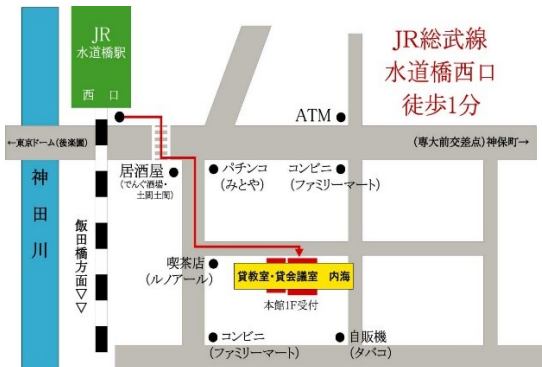 JR
水道橋駅
西 口
JR総武線
水道橋西口
徒歩1分
ATM
←東京ドーム(後楽園)
(専大前交差点)神保町→
神田川
居酒屋
(でんぐ酒場・
土間土間)
パチンコ
(みとや)
コンビニ
(ファミリーマート)
飯田橋方面▽▽
喫茶店
(ルノアール)
貸教室・貸会議室 内海
本館1F受付
コンビニ
(ファミリーマート)
自販機
(タバコ)